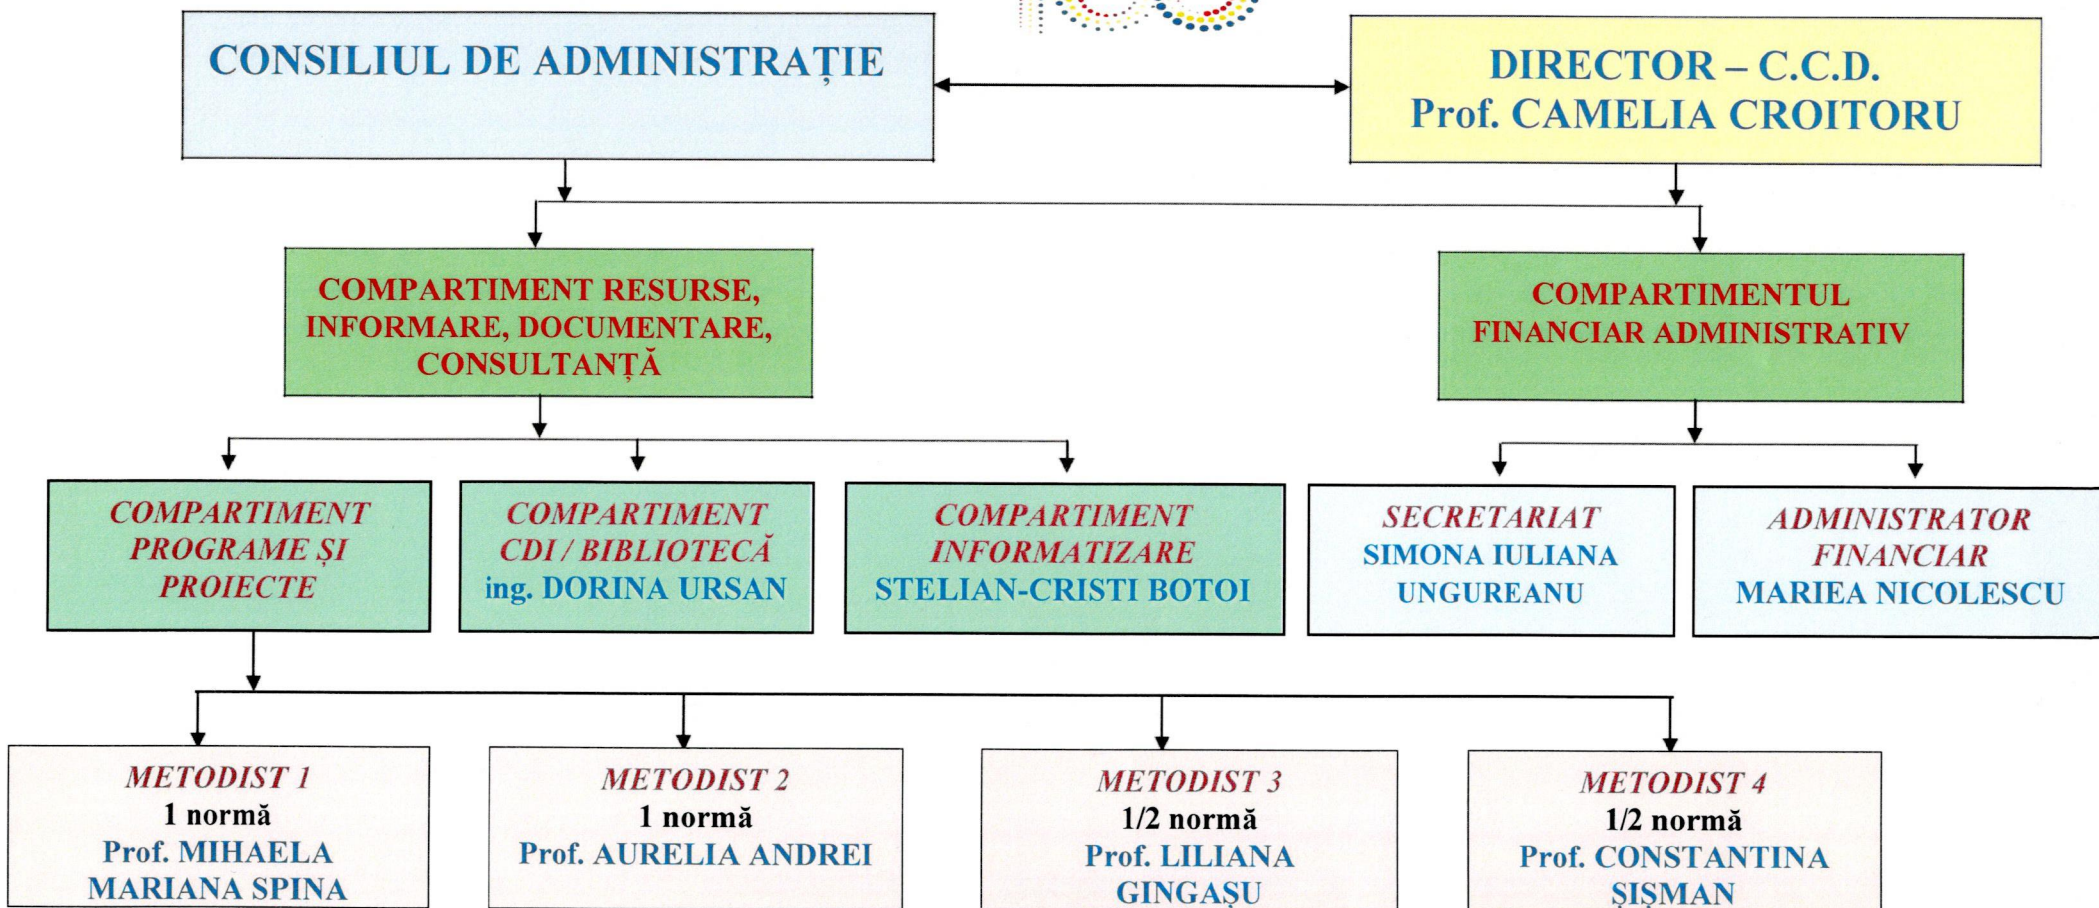 CONSILIUL DE ADMINISTRAȚIE
DIRECTOR – C.C.D.
Prof. CAMELIA CROITORU
COMPARTIMENT RESURSE,
INFORMARE, DOCUMENTARE,
CONSULTANȚĂ
COMPARTIMENTUL
FINANCIAR ADMINISTRATIV
COMPARTIMENT
PROGRAME ȘI
PROIECTE
COMPARTIMENT
CDI / BIBLIOTECĂ
ing. DORINA URSAN
COMPARTIMENT
INFORMATIZARE
STELIAN-CRISTI BOTOI
SECRETARIAT
SIMONA IULIANA
UNGUREANU
ADMINISTRATOR
FINANCIAR
MARIEA NICOLESCU
METODIST 1
1 normă
Prof. MIHAELA
MARIANA SPINA
METODIST 2
1 normă
Prof. AURELIA ANDREI
METODIST 3
1/2 normă
Prof. LILIANA
GINGAȘU
METODIST 4
1/2 normă
Prof. CONSTANTINA
ȘIȘMAN